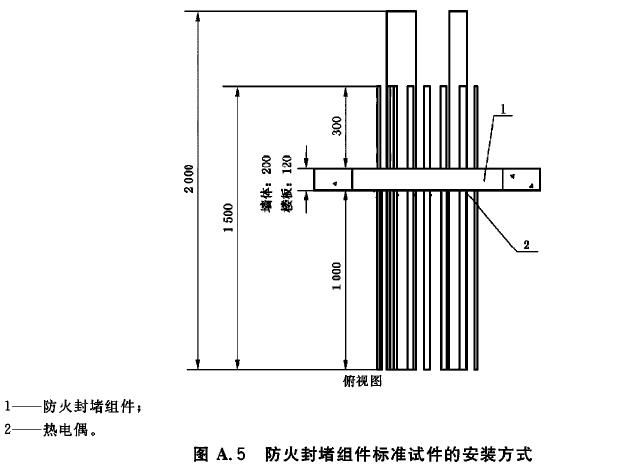 1
300
墙体：200
楼板：120
2 000
1 500
2
1 000
俯视图
1——防火封堵组件；
2——热电偶。
图 A.5 防火封堵组件标准试件的安装方式